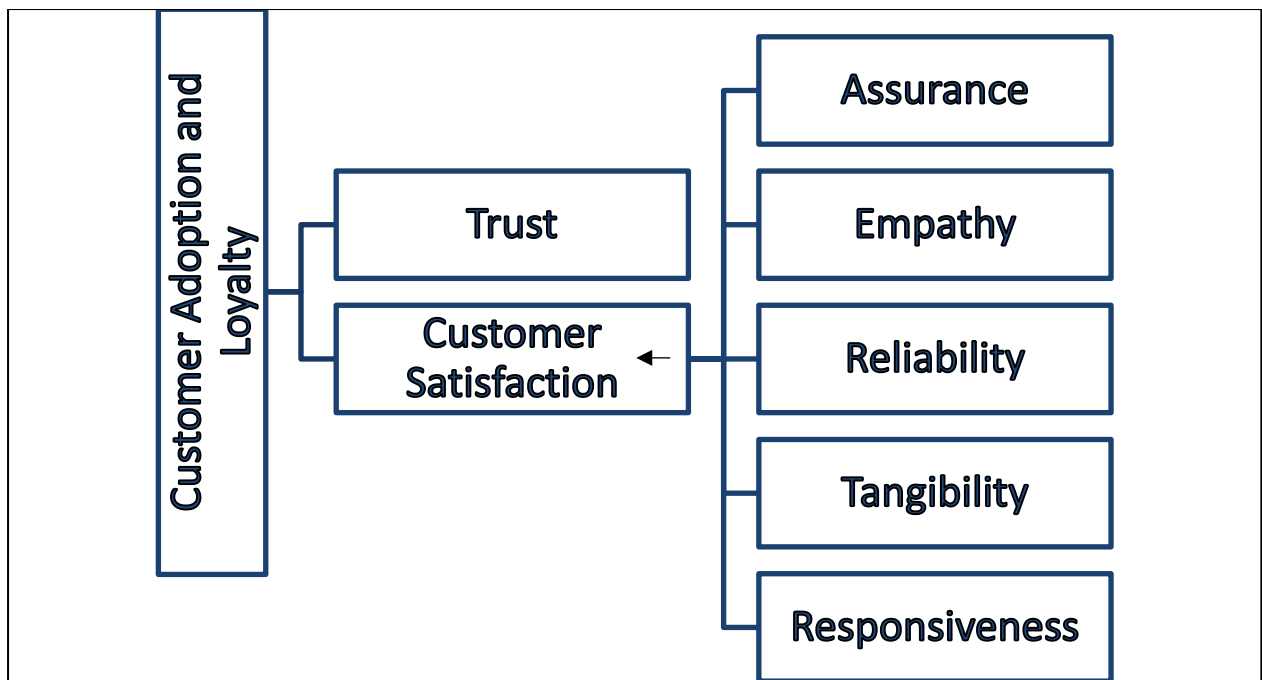 Customer Adoption and
Loyalty
Trust
Customer
Satisfaction
Assurance
Empathy
Reliability
Tangibility
Responsiveness